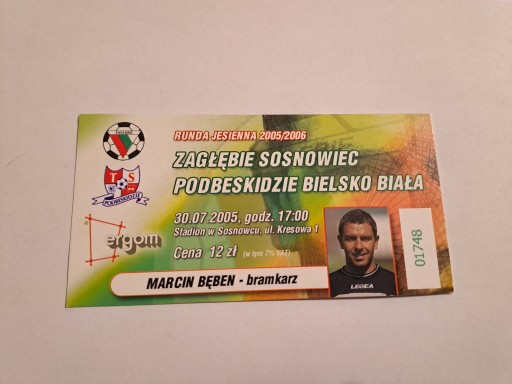 RUNDA JESIENNA 2005/2006
ZAGŁĘBIE SOSNOWIEC
PODBESKIDZIE BIELSKO BIAŁA
T S
PODBESKIDZIE
30.07.2005, godz. 17:00
Stadion w Sosnowcu, ul. Kresowa 1
ergom
Cena 12 zł (w tym 7% VAT)
MARCIN BĘBEN - bramkarz
LEGEA
01748